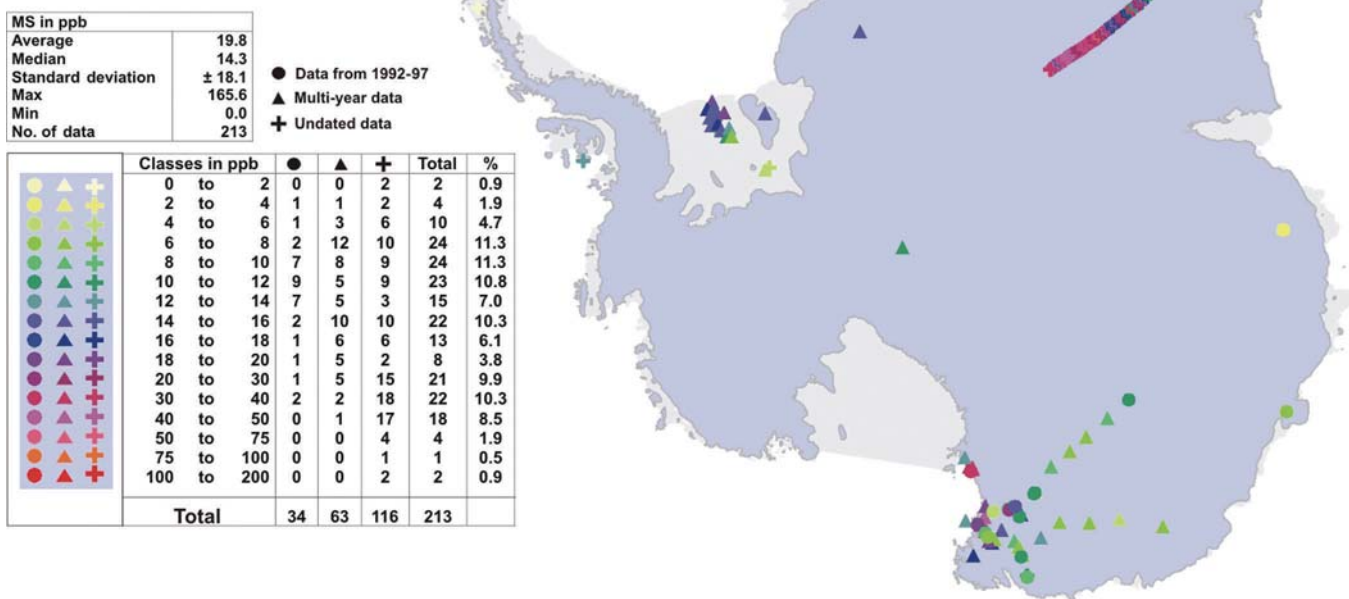 MS in ppb
Average 19.8
Median 14.3
Standard deviation ± 18.1
Max 165.6
Min 0.0
No. of data 213
Data from 1992-97
Multi-year data
Undated data
Classes in ppb Total %
0 to 2 0 0 2 2 0.9
2 to 4 1 1 2 4 1.9
4 to 6 1 3 6 10 4.7
6 to 8 2 12 10 24 11.3
8 to 10 7 8 9 24 11.3
10 to 12 9 5 9 23 10.8
12 to 14 7 5 3 15 7.0
14 to 16 2 10 10 22 10.3
16 to 18 1 6 6 13 6.1
18 to 20 1 5 2 8 3.8
20 to 30 1 5 15 21 9.9
30 to 40 2 2 18 22 10.3
40 to 50 0 1 17 18 8.5
50 to 75 0 0 4 4 1.9
75 to 100 0 0 1 1 0.5
100 to 200 0 0 2 2 0.9
Total 34 63 116 213